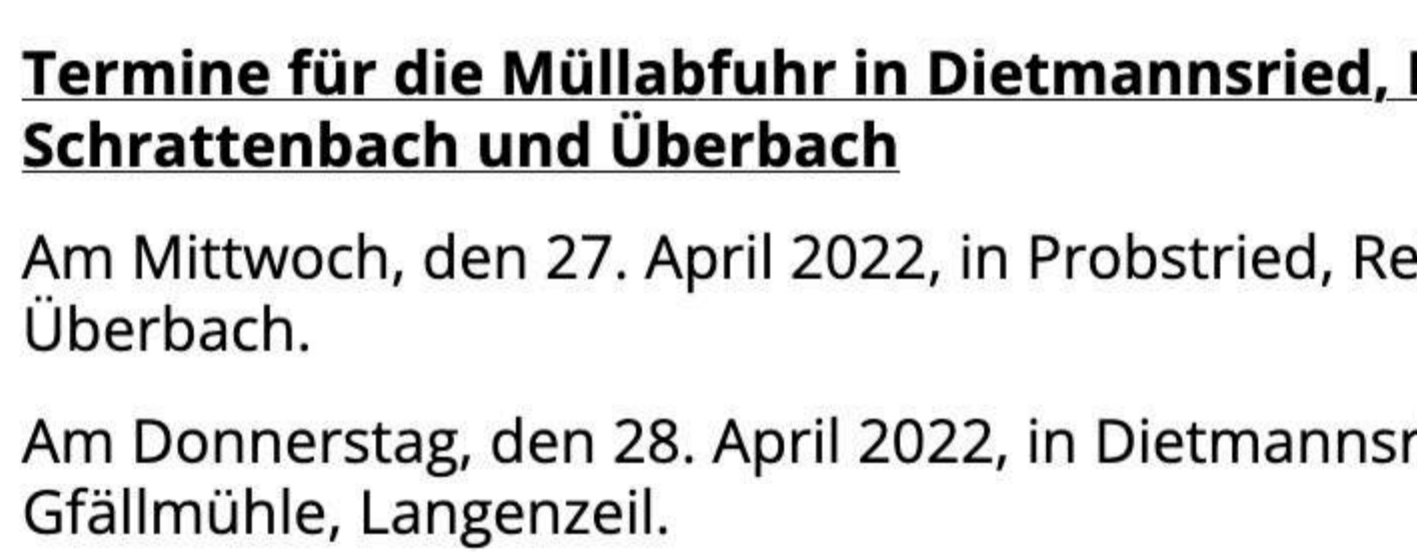 Termine für die Müllabfuhr in Dietmannsried,
Schrattenbach und Überbach
Am Mittwoch, den 27. April 2022, in Probstried,
Überbach.
Am Donnerstag, den 28. April 2022, in
Gfällmühle, Langenzeil.